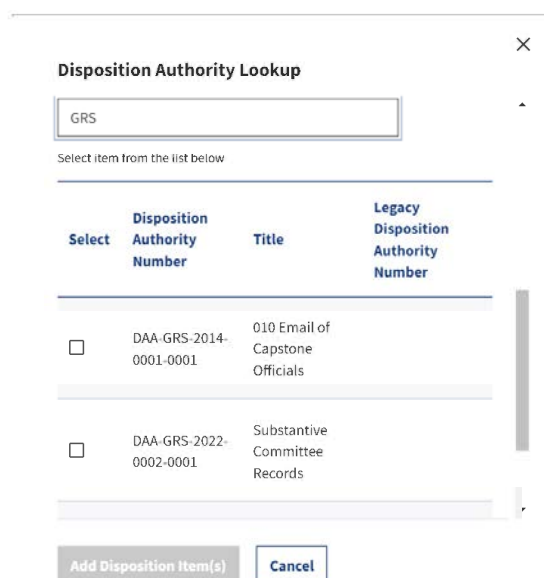 Disposition Authority Lookup
GRS
Select item from the list below
Select
Disposition
Authority
Number
Title
Legacy
Disposition
Authority
Number
DAA-GRS-2014-
0001-0001
010 Email of
Capstone
Officials
DAA-GRS-2022-
0002-0001
Substantive
Committee
Records
Add Disposition Item(s)
Cancel